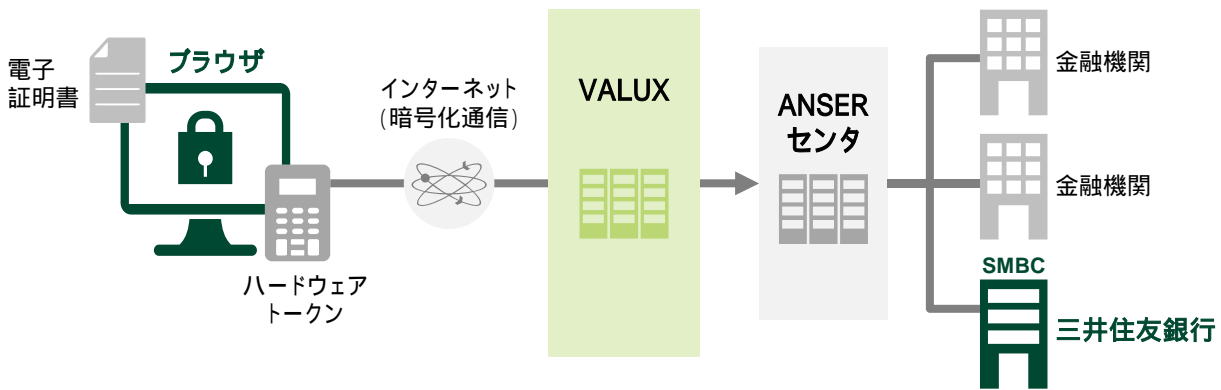 電子
証明書
ブラウザ
ハードウェア
トークン
インターネット
(暗号化通信)
VALUX
ANSER
センタ
金融機関
金融機関
SMBC
三井住友銀行